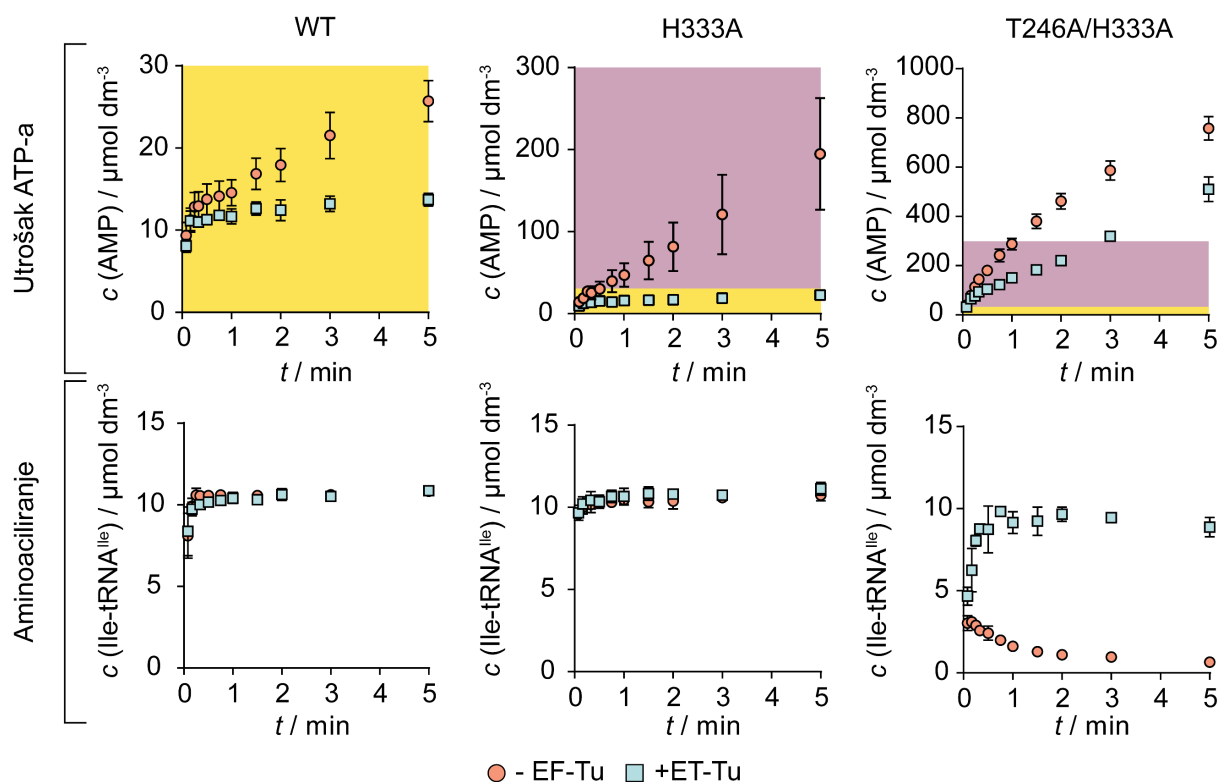 WT
H333A
T246A/H333A
Utrošak ATP-a
c (AMP) / μmol dm⁻³
30
20
10
0
0 1 2 3 4 5
t / min
c (AMP) / μmol dm⁻³
300
200
100
0
0 1 2 3 4 5
t / min
c (AMP) / μmol dm⁻³
1000
800
600
400
200
0
0 1 2 3 4 5
t / min
Aminoaciliranje
c (Ile-tRNAᴵˡᵉ) / μmol dm⁻³
15
10
5
0
0 1 2 3 4 5
t / min
c (Ile-tRNAᴵˡᵉ) / μmol dm⁻³
15
10
5
0
0 1 2 3 4 5
t / min
c (Ile-tRNAᴵˡᵉ) / μmol dm⁻³
15
10
5
0
0 1 2 3 4 5
t / min
- EF-Tu +ET-Tu